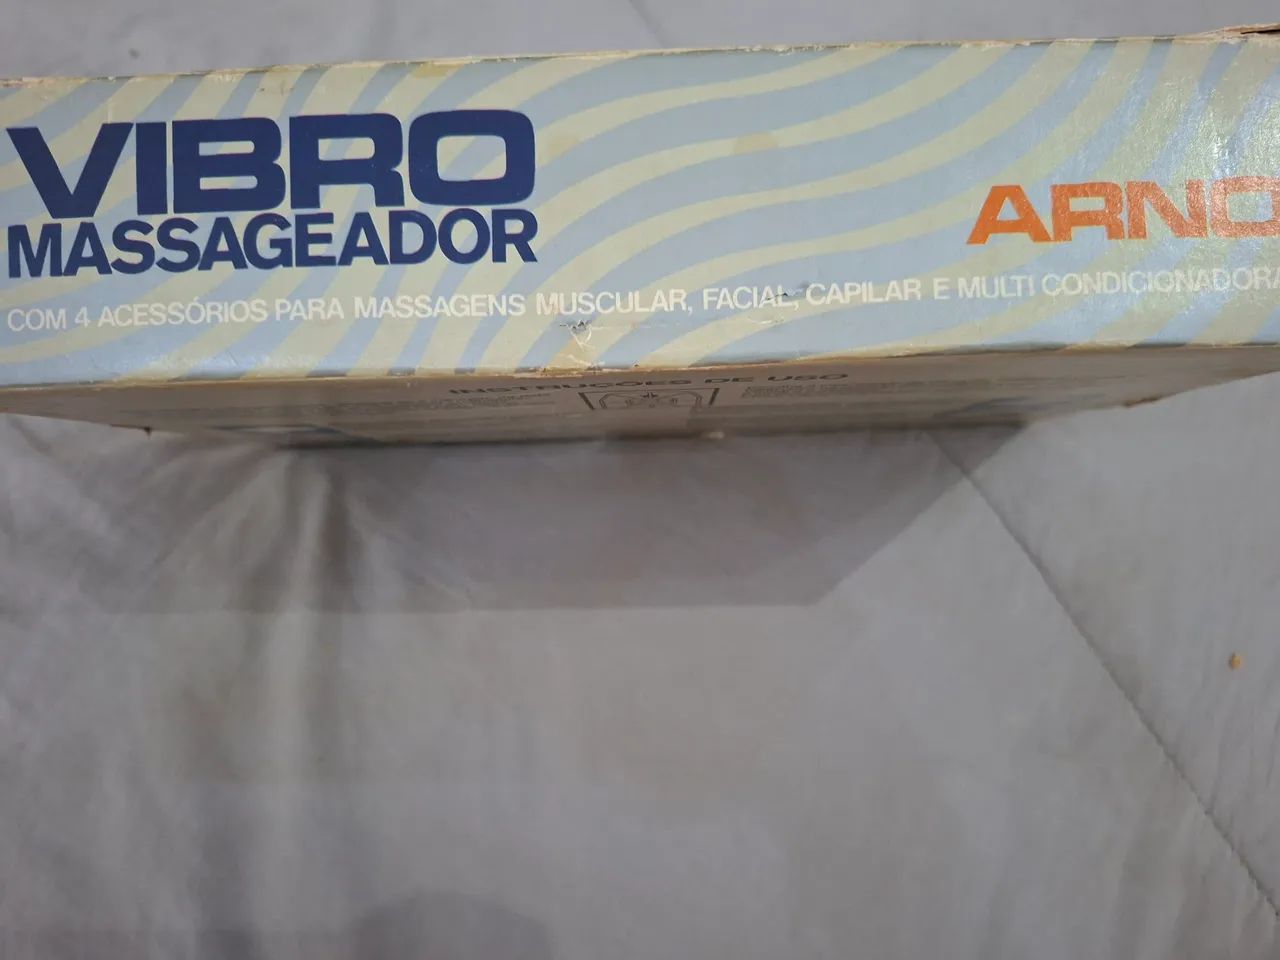 VIBRO
MASSAGEADOR
ARNO
COM 4 ACESSÓRIOS PARA MASSAGENS MUSCULAR, FACIAL, CAPILAR E MULTI CONDICIONADORA
INSTRUÇÕES DE USO